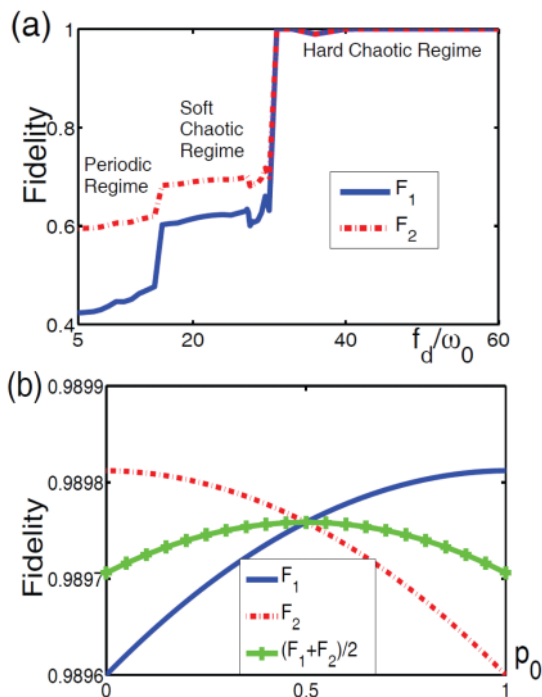 (a)
1
Hard Chaotic Regime
Soft
Chaotic
Regime
Periodic
Regime
0.8
0.6
0.4
Fidelity
F₁
F₂
5
20
40
60
f_d/ω₀
(b)
0.9899
0.9898
0.9897
0.9896
Fidelity
F₁
F₂
(F₁+F₂)/2
0
0.5
1
p₀